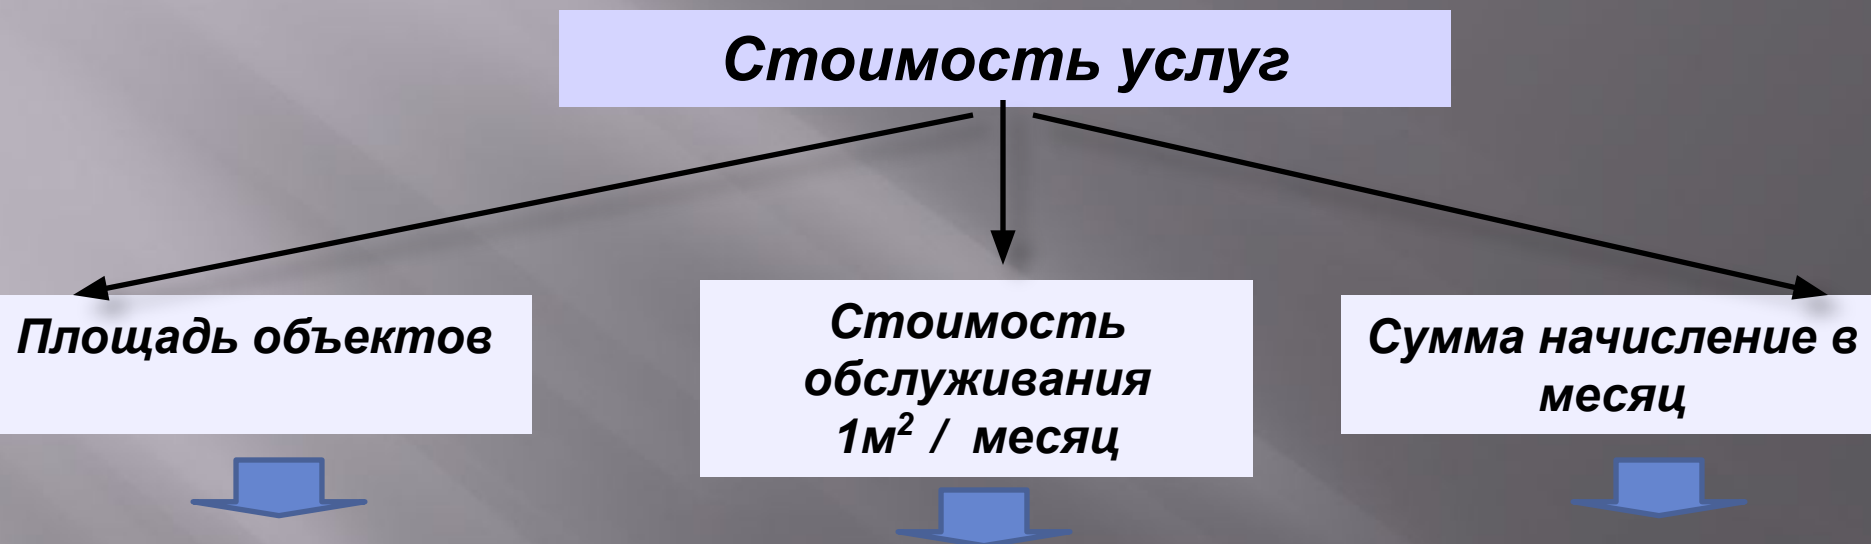 Стоимость услуг
Площадь объектов
Стоимость
обслуживания
1м² / месяц
Сумма начисление в
месяц